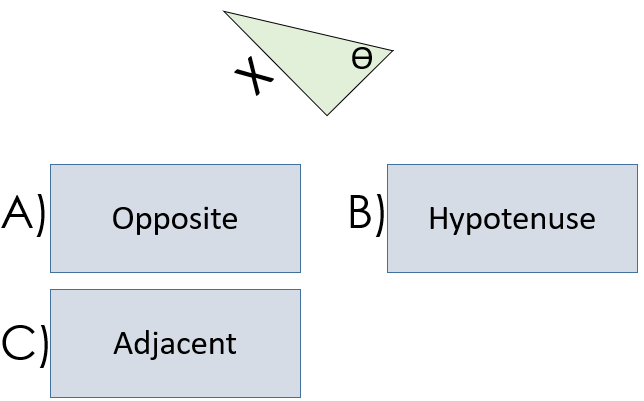 ϴ
X
A) Opposite
B) Hypotenuse
C) Adjacent